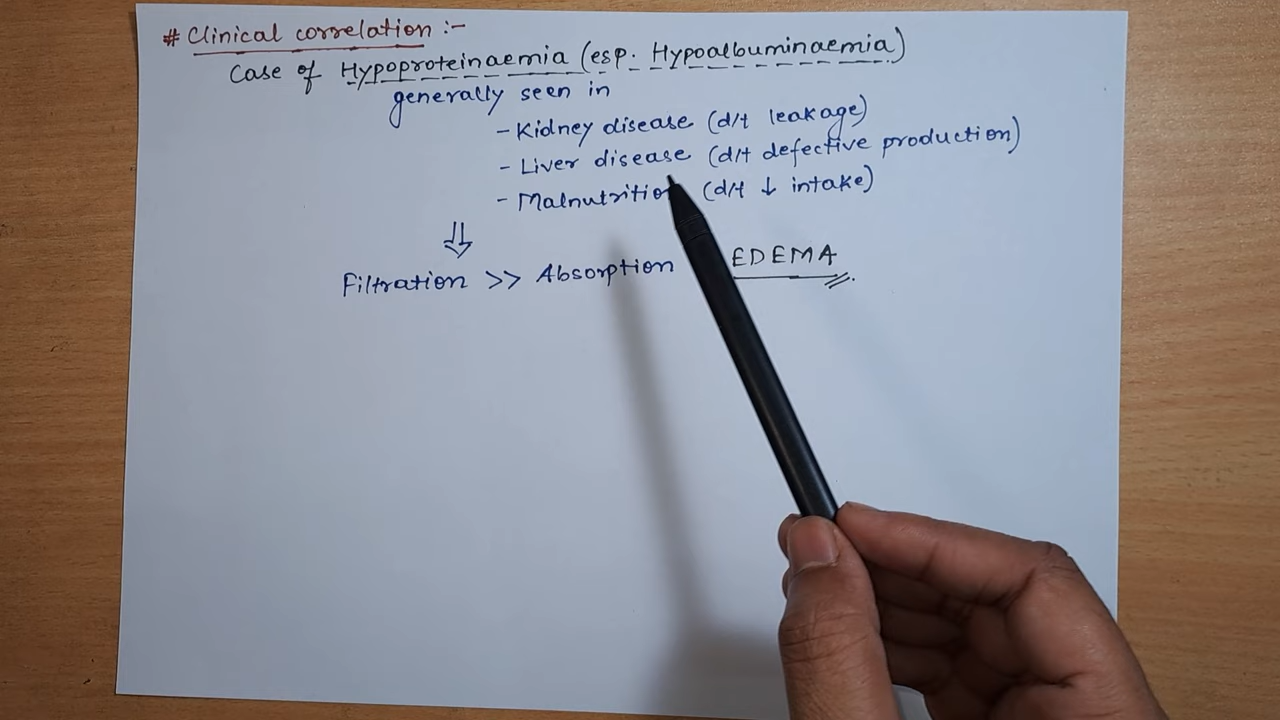 # Clinical correlation :-
Case of Hypoproteinaemia (esp. Hypoalbuminaemia)
generally seen in
- Kidney disease (d/t leakage)
- Liver disease (d/t defective production)
- Malnutrition (d/t ↓ intake)
⇓
Filtration >> Absorption EDEMA